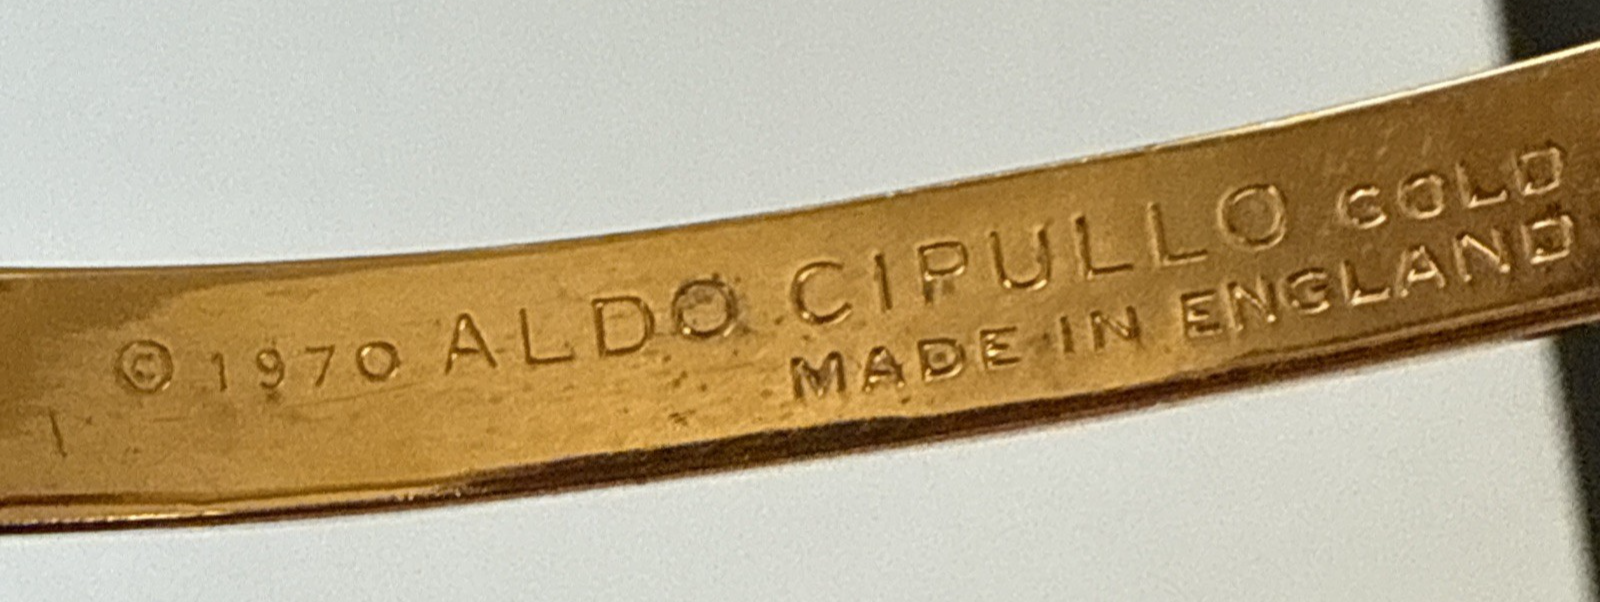 © 1970 ALDO CIPULLO GOLD
MADE IN ENGLAND